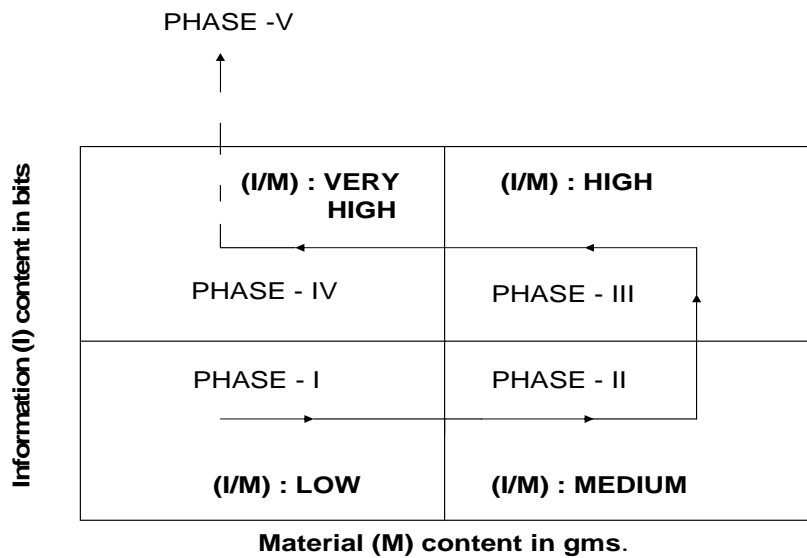 PHASE -V
(I/M) : VERY
HIGH
(I/M) : HIGH
PHASE - IV
PHASE - III
PHASE - I
PHASE - II
(I/M) : LOW
(I/M) : MEDIUM
Information (I) content in bits
Material (M) content in gms.